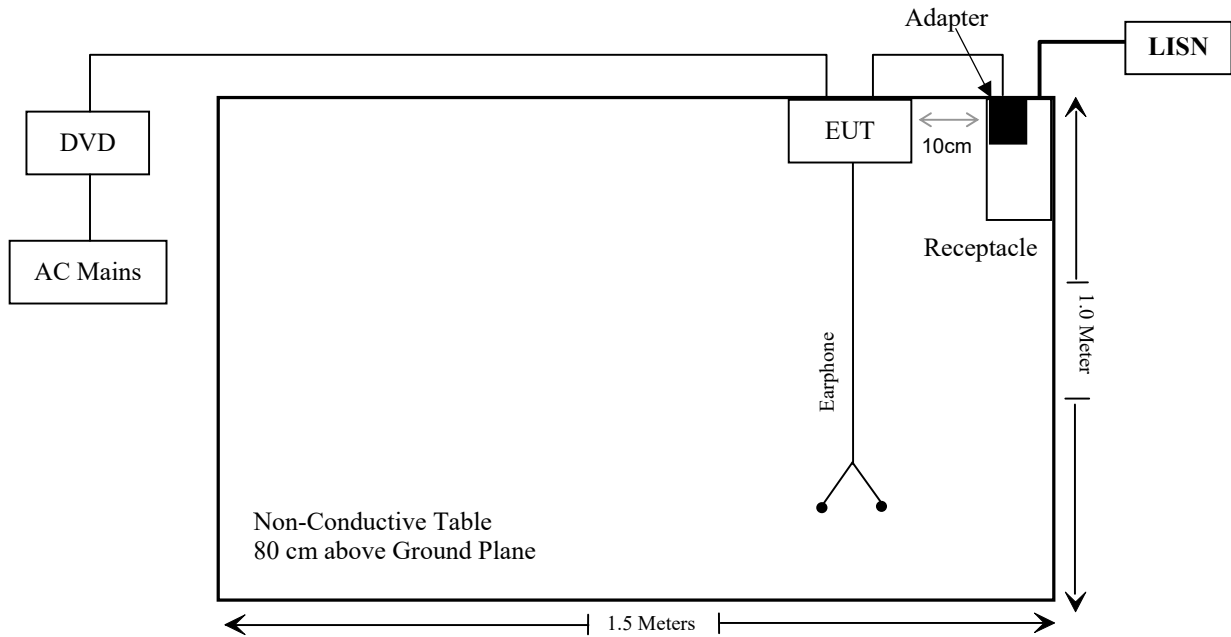 Adapter
LISN
DVD
EUT
10cm
AC Mains
Receptacle
1.0 Meter
Earphone
Non-Conductive Table
80 cm above Ground Plane
1.5 Meters